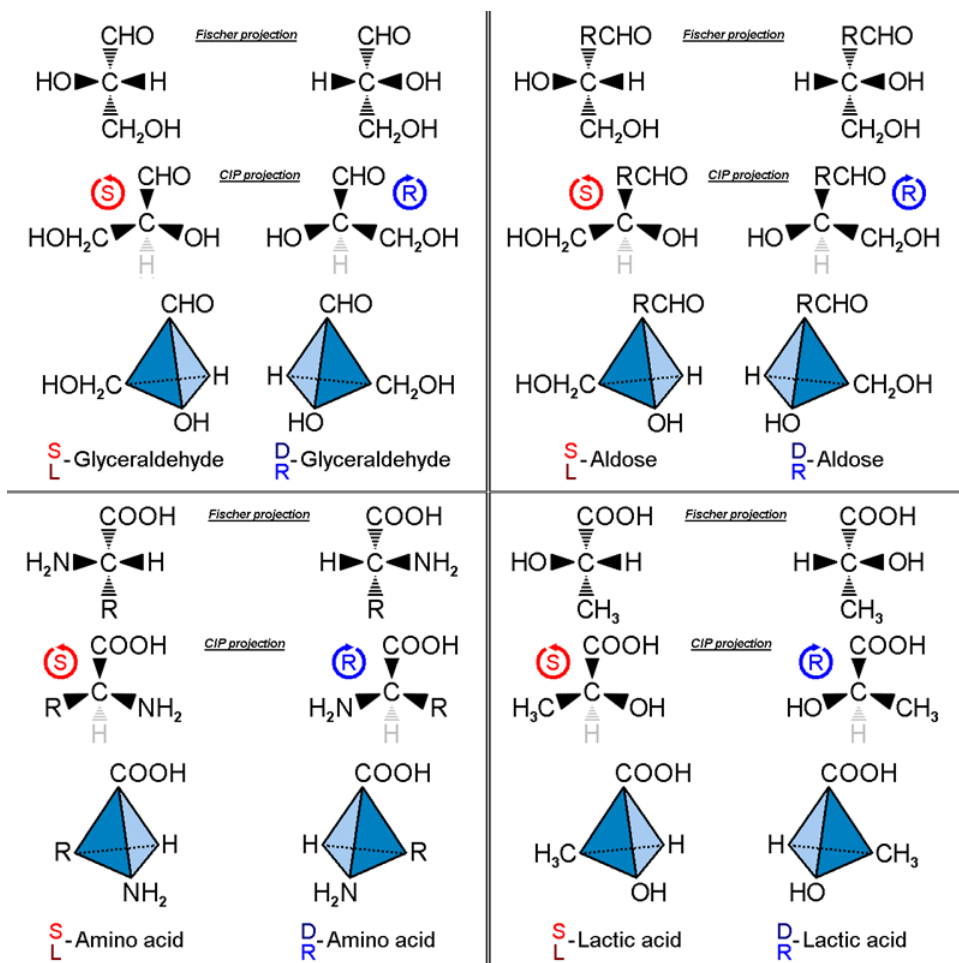 CHO Fischer projection CHO
HO C H H C OH
CH₂OH CH₂OH
S CHO CIP projection CHO R
C C
HOH₂C OH HO CH₂OH
H H
CHO CHO
HOH₂C H H CH₂OH
OH HO
S D
L -Glyceraldehyde R -Glyceraldehyde
RCHO Fischer projection RCHO
HO C H H C OH
CH₂OH CH₂OH
S RCHO CIP projection RCHO R
C C
HOH₂C OH HO CH₂OH
H H
RCHO RCHO
HOH₂C H H CH₂OH
OH HO
S D
L -Aldose R -Aldose
COOH Fischer projection COOH
H₂N C H H C NH₂
R R
S COOH CIP projection R COOH
C C
R NH₂ H₂N R
H H
COOH COOH
R H H R
NH₂ H₂N
S D
L -Amino acid R -Amino acid
COOH Fischer projection COOH
HO C H H C OH
CH₃ CH₃
S COOH CIP projection R COOH
C C
H₃C OH HO CH₃
H H
COOH COOH
H₃C H H CH₃
OH HO
S D
L -Lactic acid R -Lactic acid